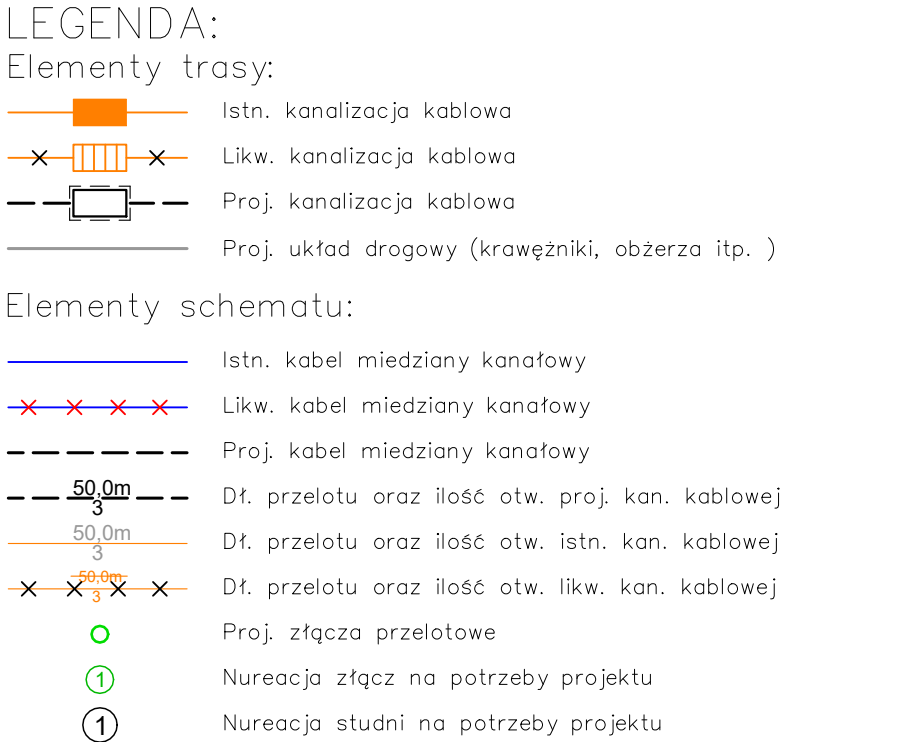 LEGENDA:
Elementy trasy:
Istn. kanalizacja kablowa
Likw. kanalizacja kablowa
Proj. kanalizacja kablowa
Proj. układ drogowy (krawężniki, obżerza itp. )
Elementy schematu:
Istn. kabel miedziany kanałowy
Likw. kabel miedziany kanałowy
Proj. kabel miedziany kanałowy
50,0m
3
Dł. przelotu oraz ilość otw. proj. kan. kablowej
50,0m
3
Dł. przelotu oraz ilość otw. istn. kan. kablowej
50,0m
3
Dł. przelotu oraz ilość otw. likw. kan. kablowej
Proj. złącza przelotowe
1 Nureacja złącz na potrzeby projektu
1 Nureacja studni na potrzeby projektu